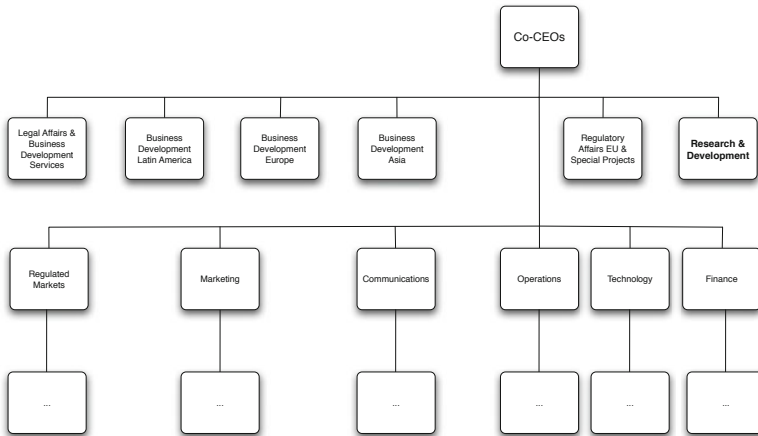 Co-CEOs
Legal Affairs &
Business
Development
Services
Business
Development
Latin America
Business
Development
Europe
Business
Development
Asia
Regulatory
Affairs EU &
Special Projects
Research &
Development
Regulated
Markets
Marketing
Communications
Operations
Technology
Finance
...
...
...
...
...
...